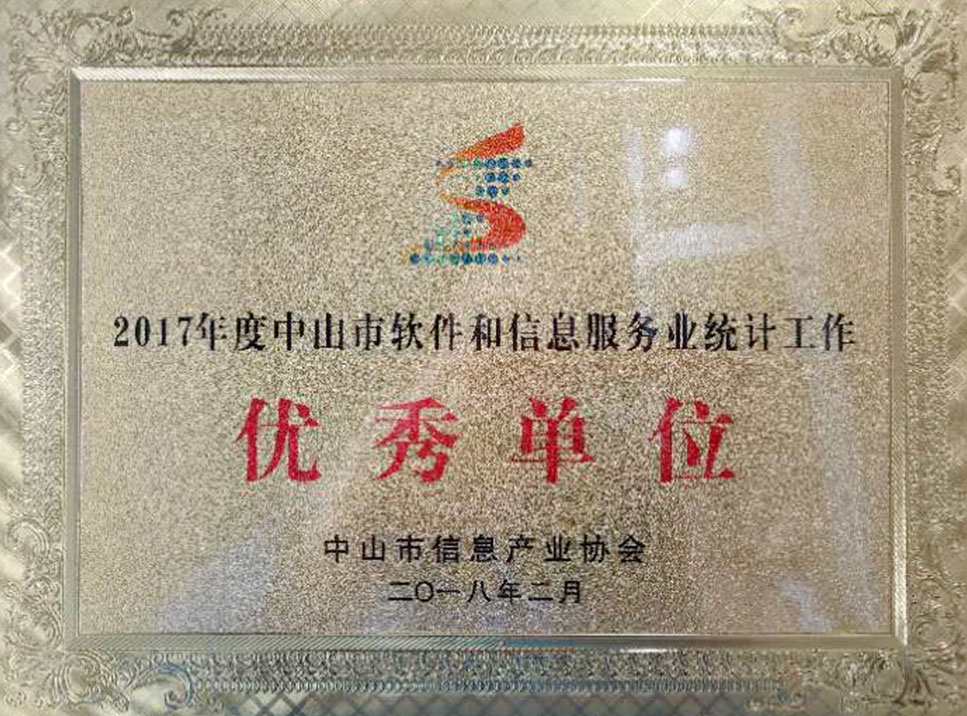 2017年度中山市软件和信息服务业统计工作
优秀单位
中山市信息产业协会
二〇一八年二月